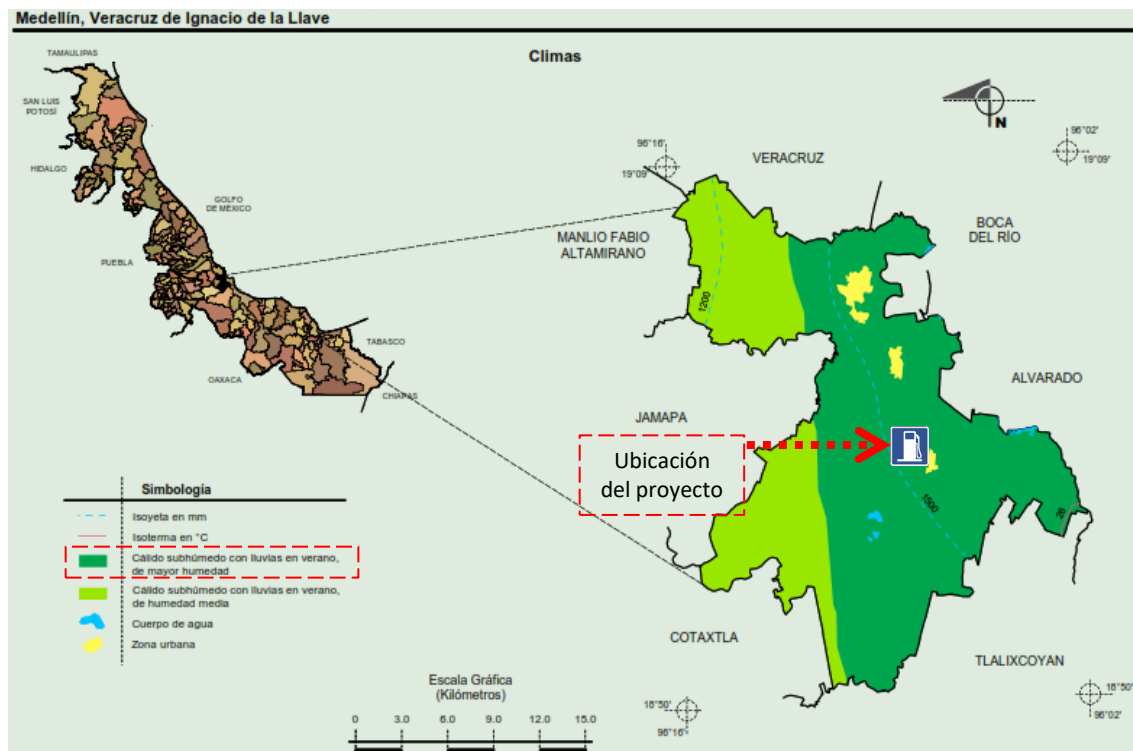 Medellín, Veracruz de Ignacio de la Llave
Climas
TAMAULIPAS
SAN LUIS
POTOSÍ
HIDALGO
GOLFO
DE MÉXICO
PUEBLA
TABASCO
OAXACA
CHIAPAS
N
96°16'
19°09'
96°02'
19°09'
VERACRUZ
BOCA
DEL RÍO
MANLIO FABIO
ALTAMIRANO
1200
ALVARADO
JAMAPA
Ubicación
del proyecto
1500
26
COTAXTLA
TLALIXCOYAN
18°50'
96°16'
18°50'
96°02'
Simbología
Isoyeta en mm
Isoterma en °C
Cálido subhúmedo con lluvias en verano,
de mayor humedad
Cálido subhúmedo con lluvias en verano,
de humedad media
Cuerpo de agua
Zona urbana
Escala Gráfica
(Kilómetros)
0 3.0 6.0 9.0 12.0 15.0